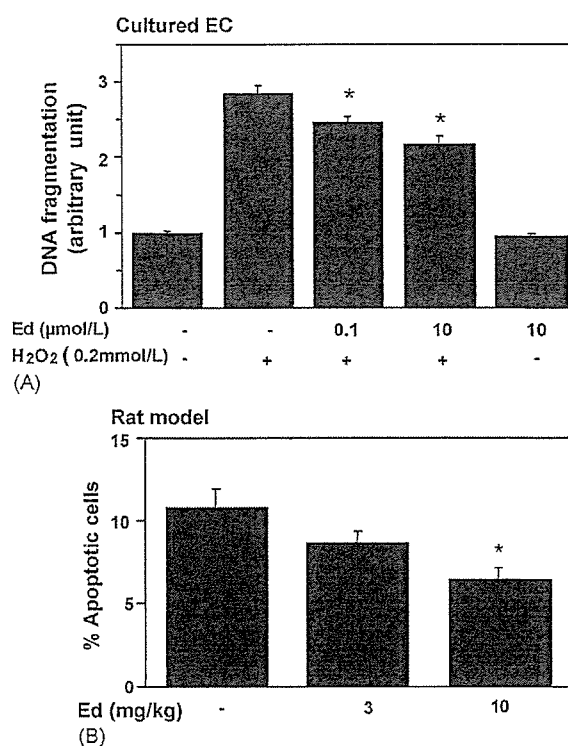 Cultured EC
DNA fragmentation
(arbitrary unit)
3
2
1
0
* *
Ed (μmol/L) - - 0.1 10 10
H2O2 ( 0.2mmol/L) - + + + -
(A)
Rat model
% Apoptotic cells
15
10
5
0
*
Ed (mg/kg) - 3 10
(B)